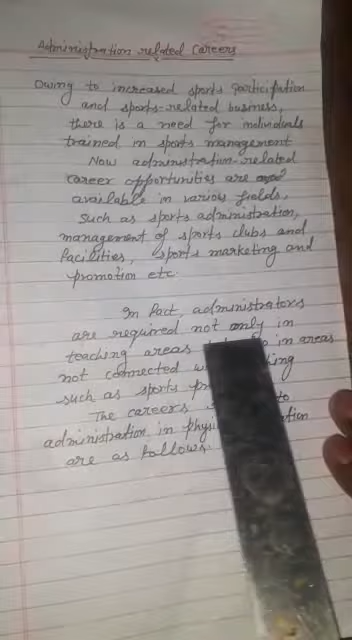 Administration related Careers
Owing to increased sports participation
and sports-related business,
there is a need for individuals
trained in sports management
Now administration-related
career opportunities are
available in various fields,
such as sports administration,
management of sports clubs and
facilities, sports marketing and
promotion etc.
In fact, administrators
are required not only in
teaching areas in areas
not connected
such as sports
The careers to
administration in
are as follows